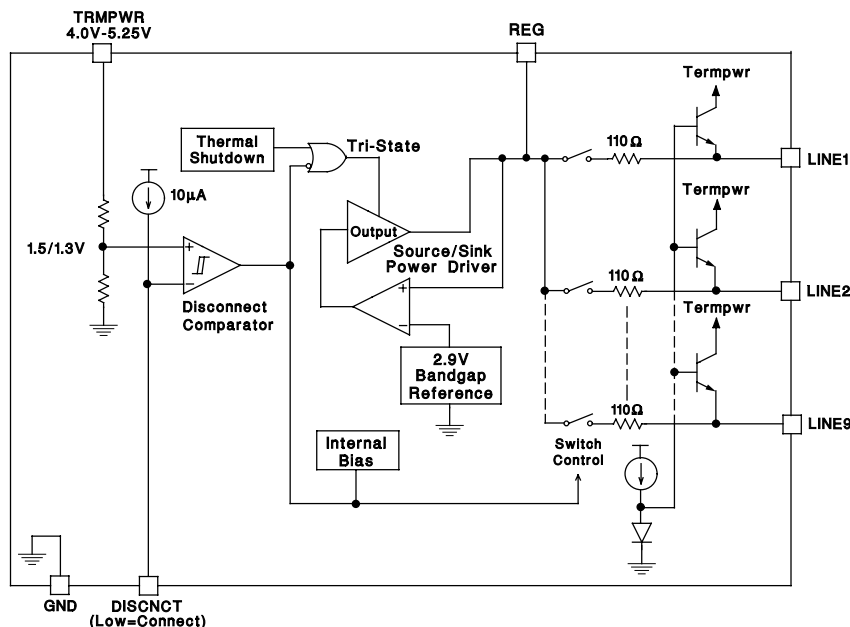 TRMPWR
4.0V-5.25V
REG
Termpwr
Thermal
Shutdown
Tri-State
110Ω
LINE1
10μA
Termpwr
1.5/1.3V
+
−
Output
Source/Sink
Power Driver
110Ω
LINE2
Disconnect
Comparator
+
−
Termpwr
2.9V
Bandgap
Reference
110Ω
LINE9
Internal
Bias
Switch
Control
GND
DISCNCT
(Low=Connect)